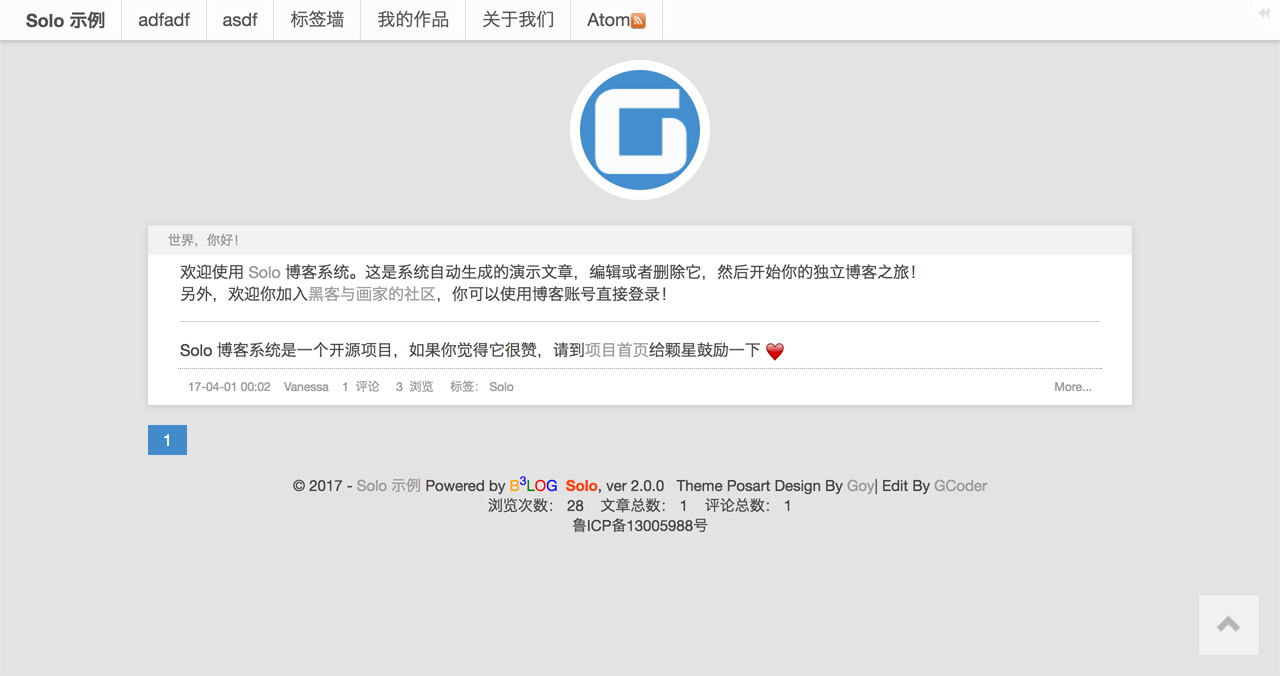 Solo 示例 adfadf asdf 标签墙 我的作品 关于我们 Atom
世界，你好！
欢迎使用 Solo 博客系统。这是系统自动生成的演示文章，编辑或者删除它，然后开始你的独立博客之旅！
另外，欢迎你加入黑客与画家的社区，你可以使用博客账号直接登录！
Solo 博客系统是一个开源项目，如果你觉得它很赞，请到项目首页给颗星鼓励一下
17-04-01 00:02 Vanessa 1 评论 3 浏览 标签： Solo More...
1
© 2017 - Solo 示例 Powered by B3LOG Solo, ver 2.0.0 Theme Posart Design By Goy| Edit By GCoder
浏览次数： 28 文章总数： 1 评论总数： 1
鲁ICP备13005988号